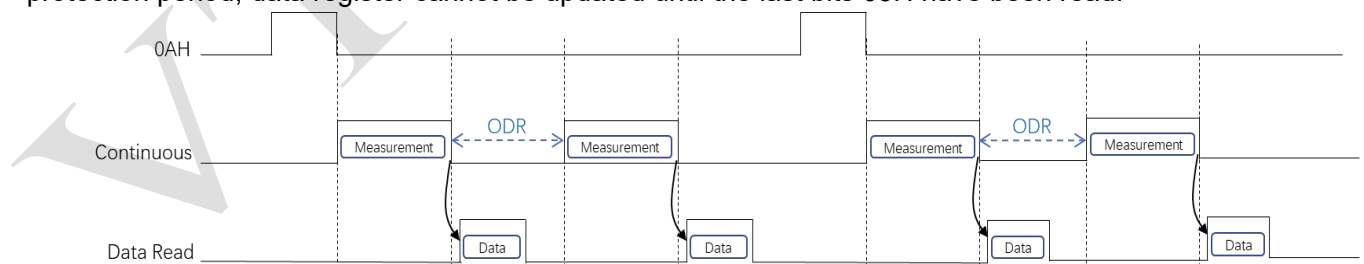 protection period, data register cannot be updated until the last bits 06H have been read.
0AH
ODR
ODR
Measurement
Measurement
Measurement
Measurement
Continuous
Data Read
Data
Data
Data
Data